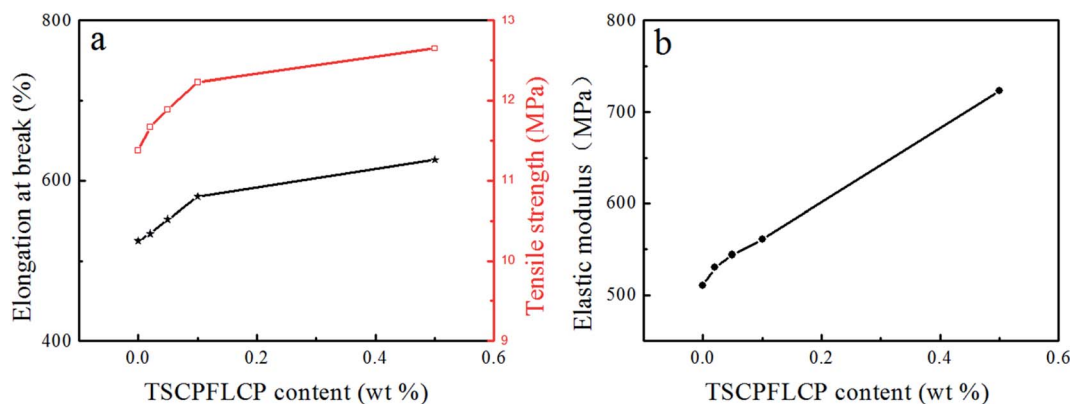 a
800
600
400
Elongation at break (%)
13
12
11
10
9
Tensile strength (MPa)
0.0 0.2 0.4 0.6
TSCPFLCP content (wt %)
b
800
700
600
500
Elastic modulus（MPa）
0.0 0.2 0.4 0.6
TSCPFLCP content (wt %)